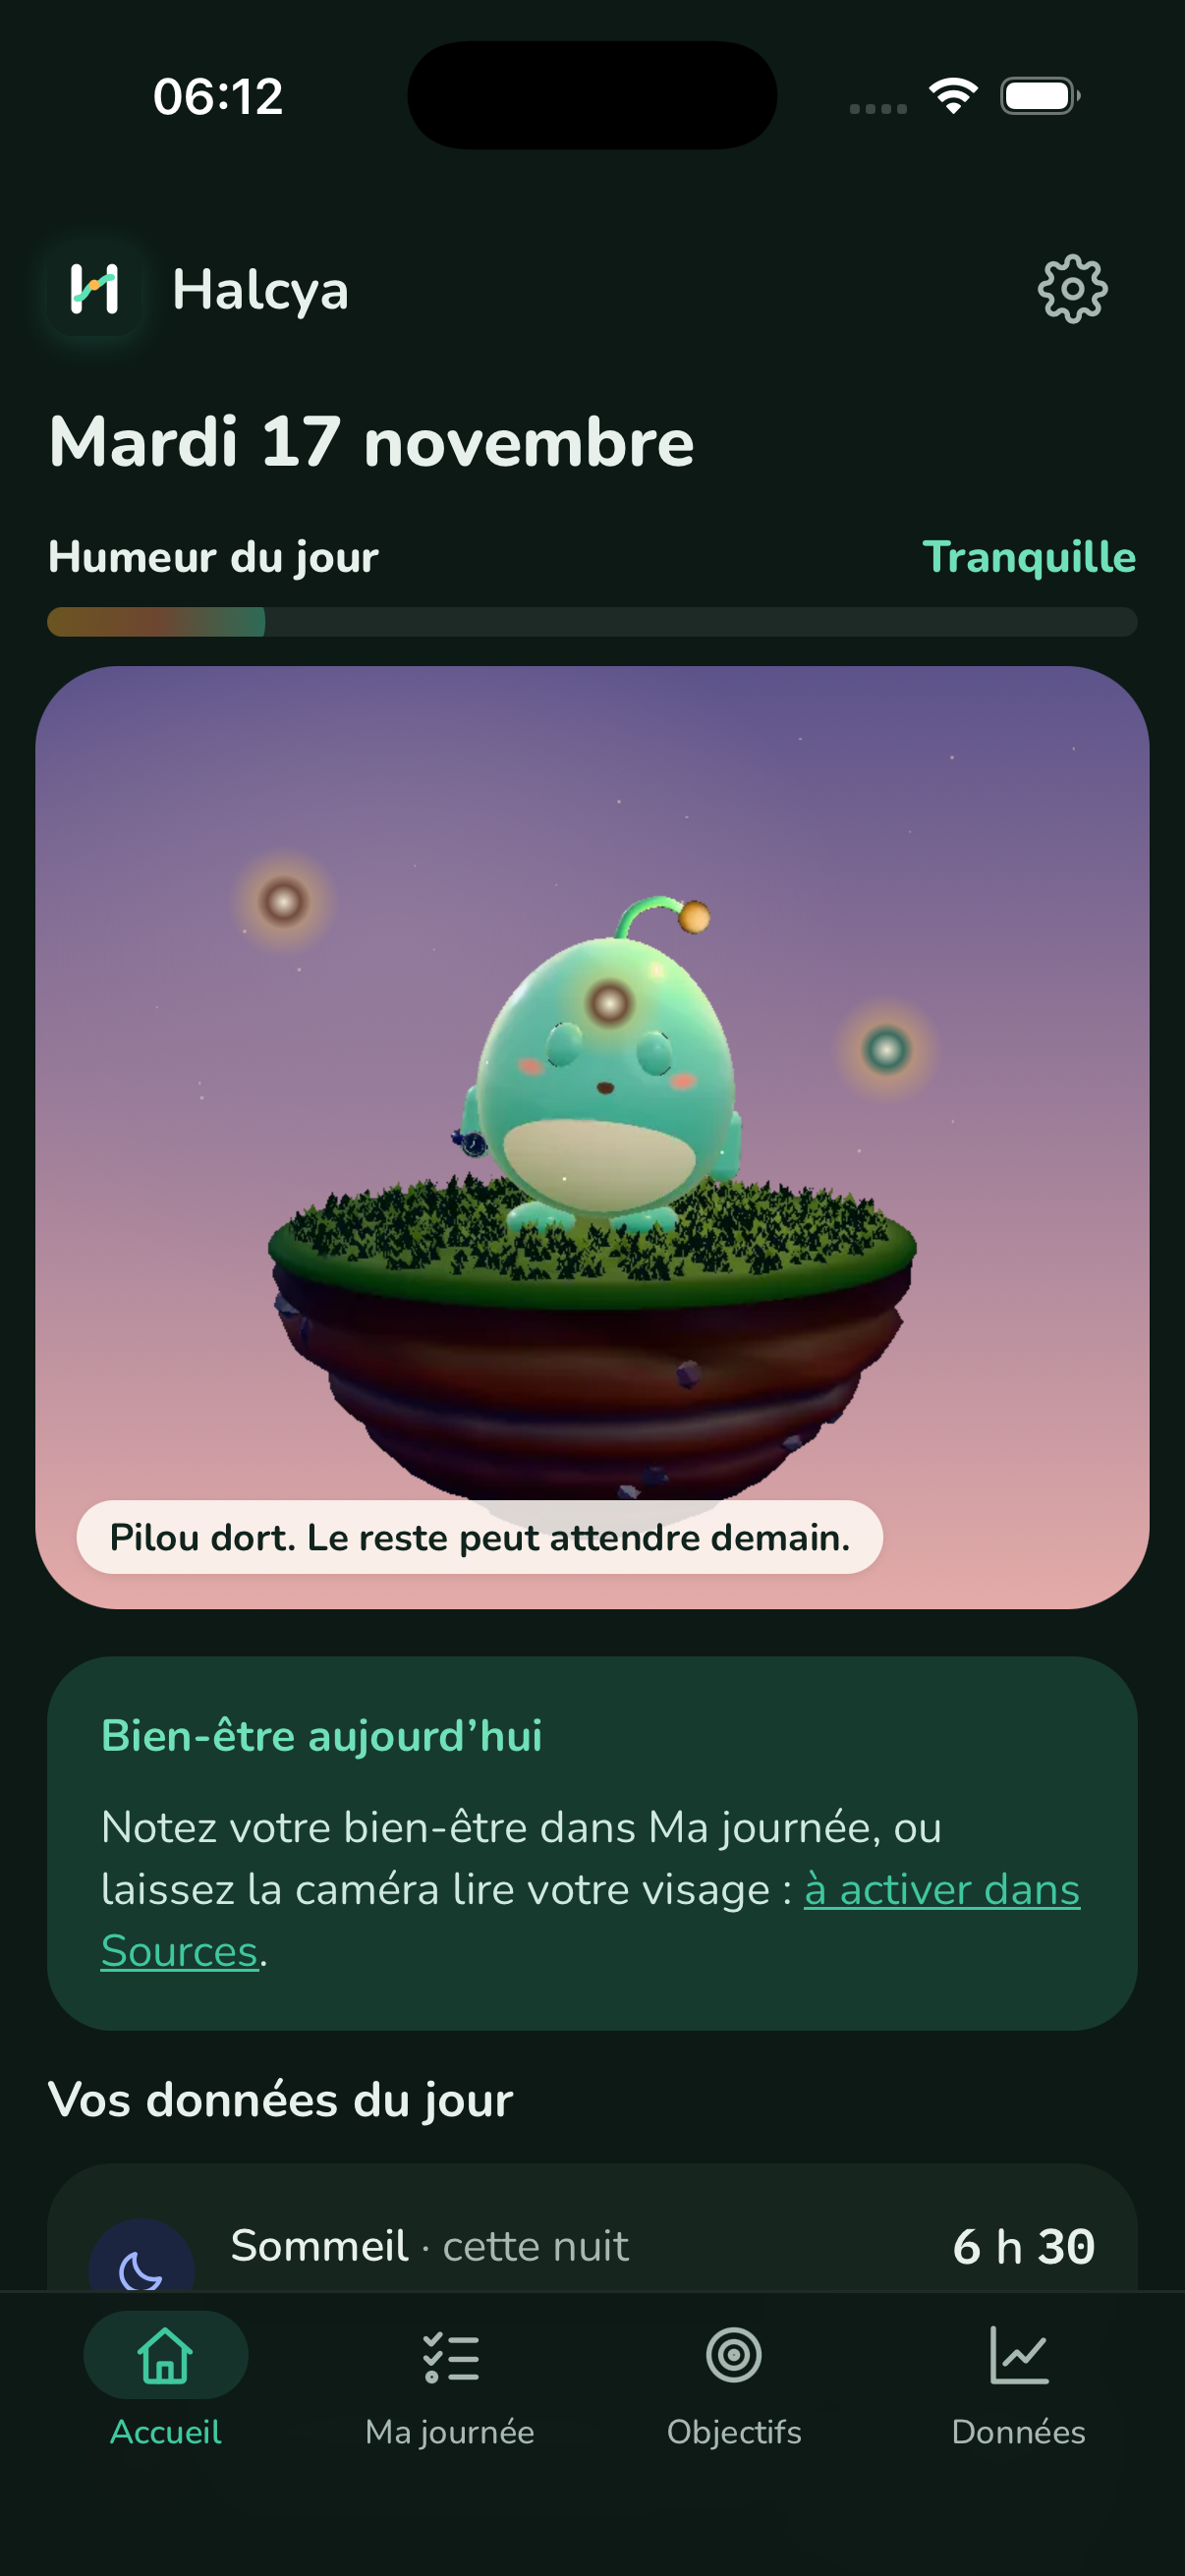 06:12
Halcya
Mardi 17 novembre
Humeur du jour
Tranquille
Pilou dort. Le reste peut attendre demain.
Bien-être aujourd’hui
Notez votre bien-être dans Ma journée, ou
laissez la caméra lire votre visage : à activer dans
Sources.
Vos données du jour
Sommeil · cette nuit
6 h 30
Accueil
Ma journée
Objectifs
Données